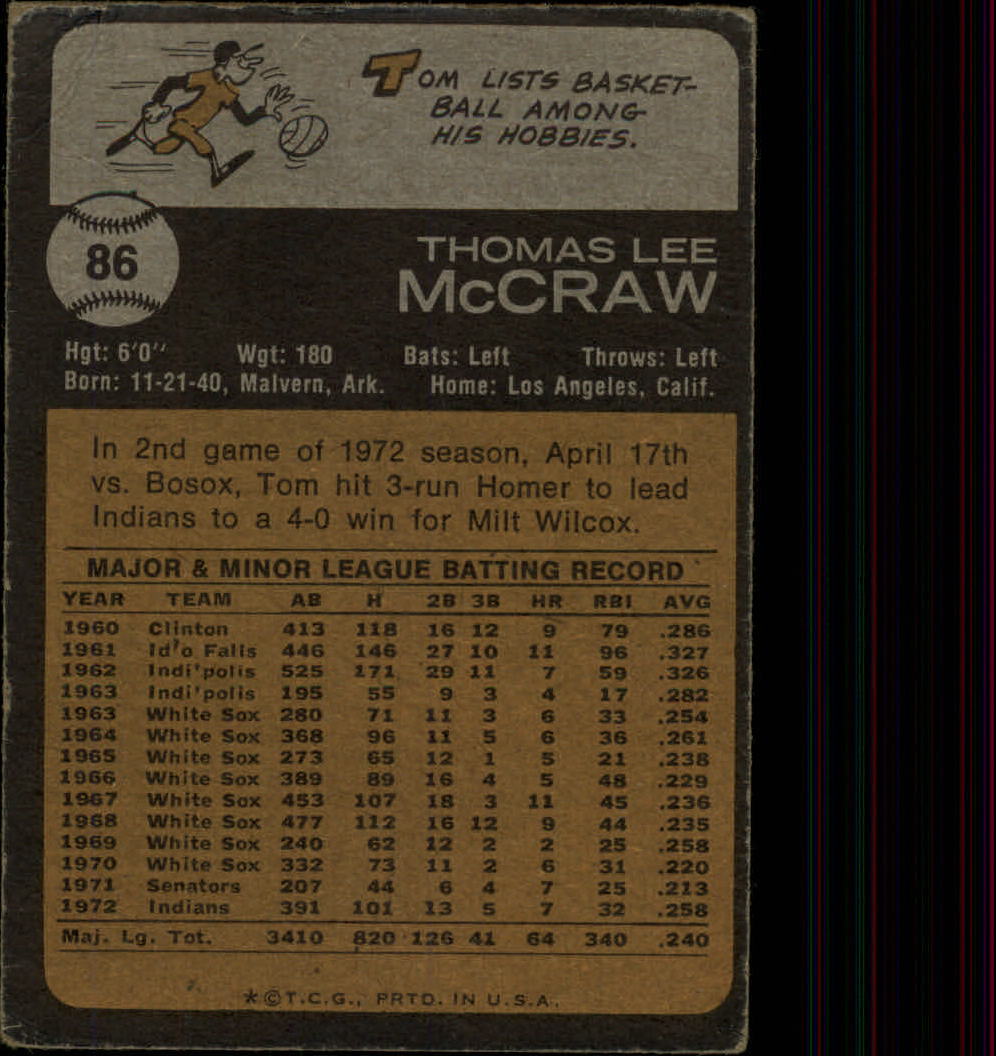 TOM LISTS BASKET-
BALL AMONG
HIS HOBBIES.
86
THOMAS LEE
McCRAW
Hgt: 6'0" Wgt: 180 Bats: Left Throws: Left
Born: 11-21-40, Malvern, Ark. Home: Los Angeles, Calif.
In 2nd game of 1972 season, April 17th
vs. Bosox, Tom hit 3-run Homer to lead
Indians to a 4-0 win for Milt Wilcox.
MAJOR & MINOR LEAGUE BATTING RECORD
YEAR TEAM AB H 2B 3B HR RBI AVG
1960 Clinton 413 118 16 12 9 79 .286
1961 Id'o Falls 446 146 27 10 11 96 .327
1962 Indi'polis 525 171 29 11 7 59 .326
1963 Indi'polis 195 55 9 3 4 17 .282
1963 White Sox 280 71 11 3 6 33 .254
1964 White Sox 368 96 11 5 6 36 .261
1965 White Sox 273 65 12 1 5 21 .238
1966 White Sox 389 89 16 4 5 48 .229
1967 White Sox 453 107 18 3 11 45 .236
1968 White Sox 477 112 16 12 9 44 .235
1969 White Sox 240 62 12 2 2 25 .258
1970 White Sox 332 73 11 2 6 31 .220
1971 Senators 207 44 6 4 7 25 .213
1972 Indians 391 101 13 5 7 32 .258
Maj. Lg. Tot. 3410 820 126 41 64 340 .240
*©T.C.G., PRTD. IN U.S.A.